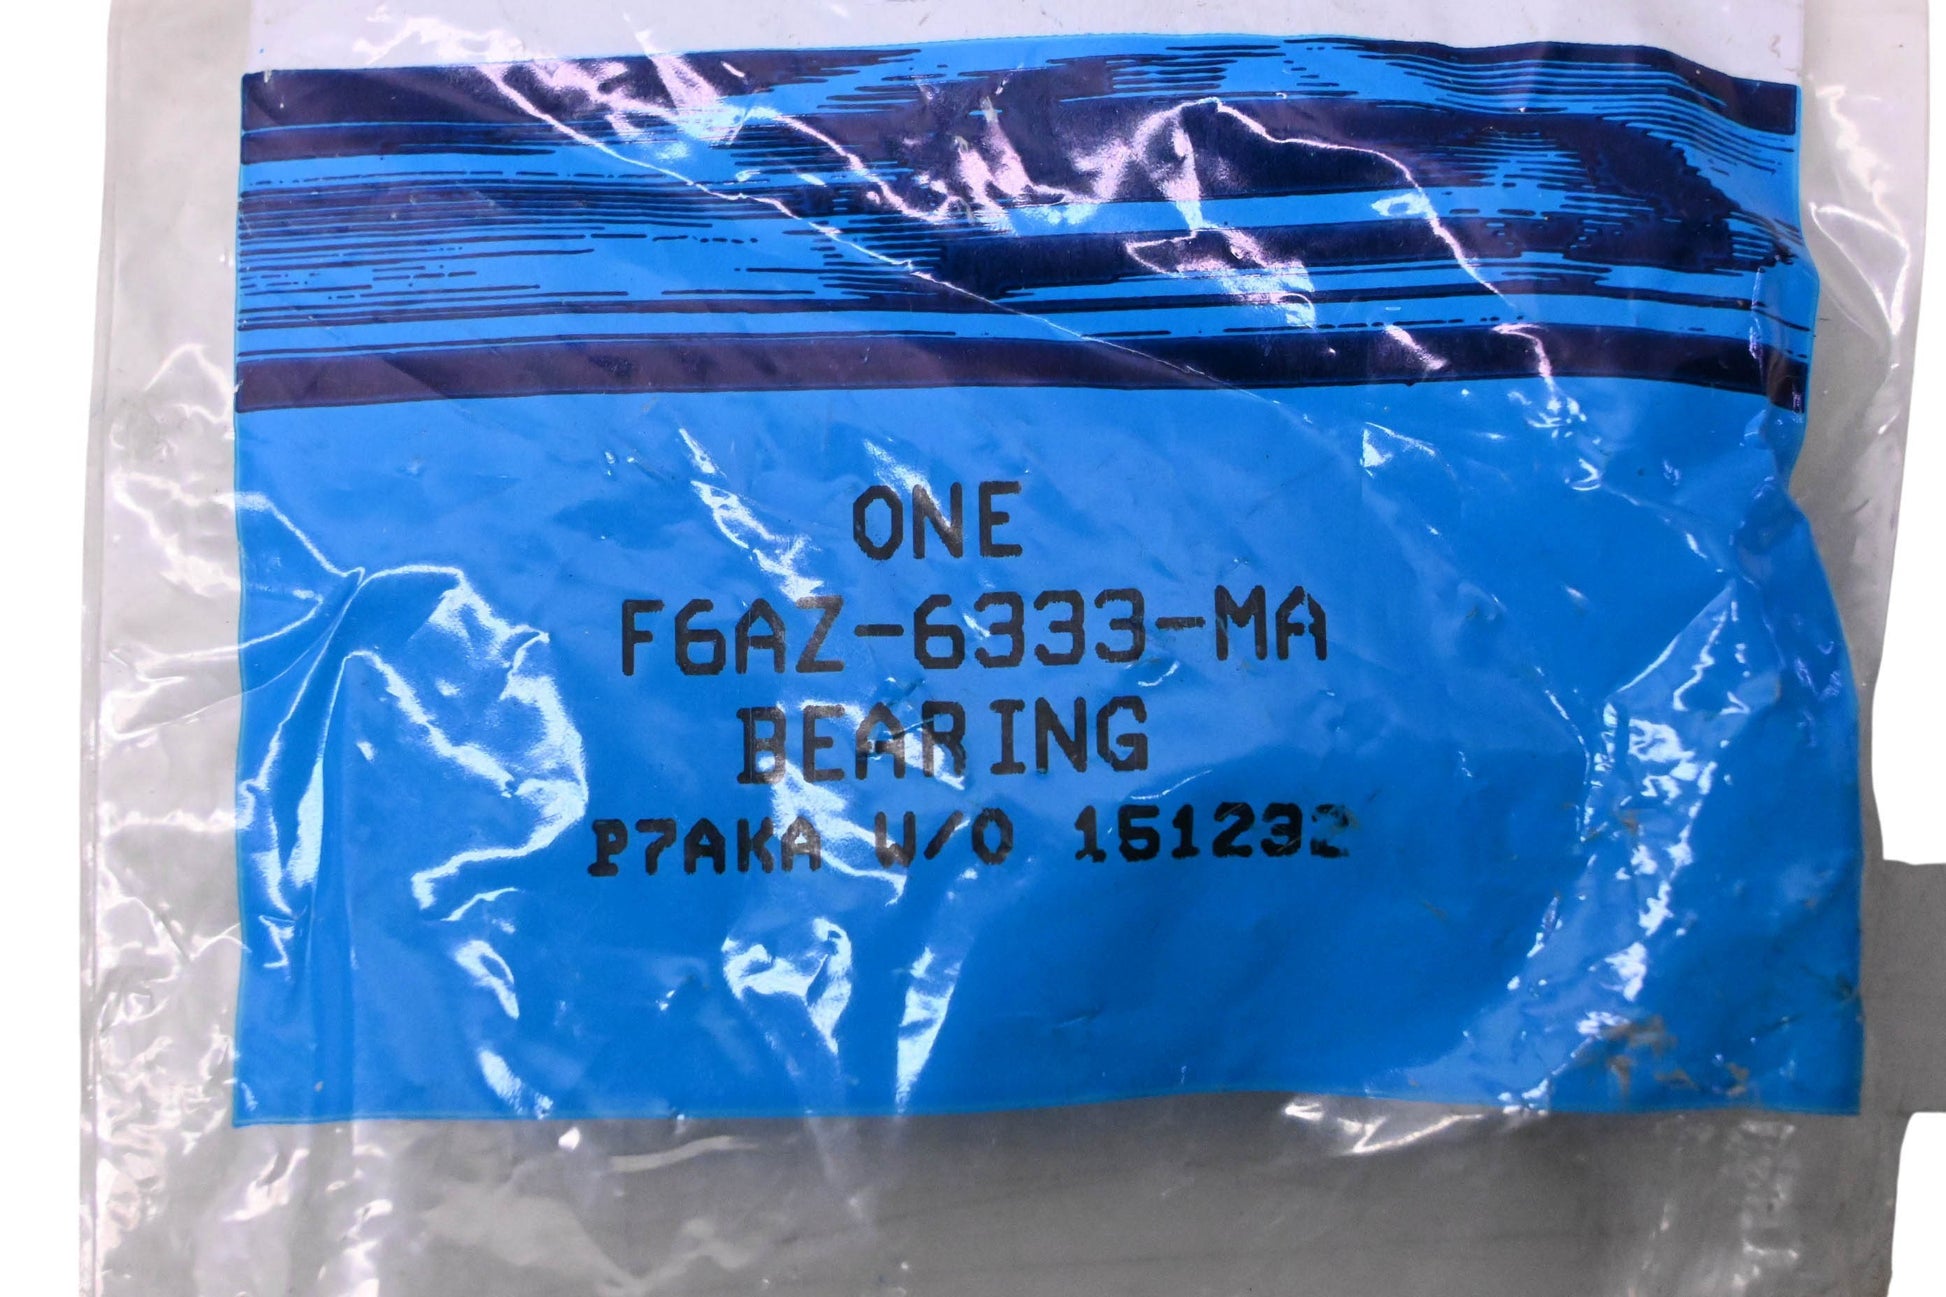 ONE
F6AZ-6333-MA
BEARING
P7AKA W/O 151232